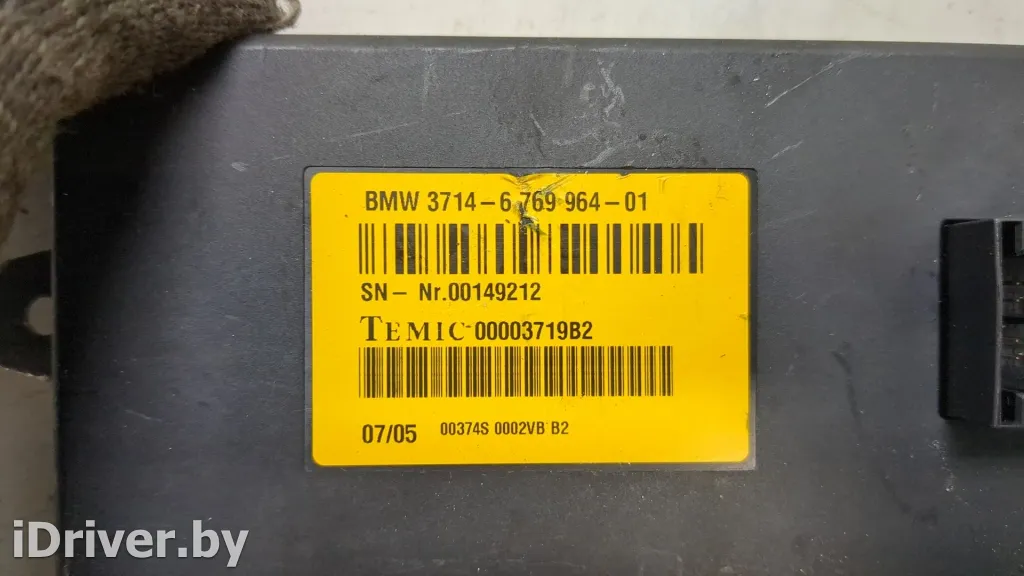 BMW 3714-6 769 964-01
SN- Nr.00149212
TEMIC 00003719B2
07/05 00374S 0002VB B2
iDriver.by